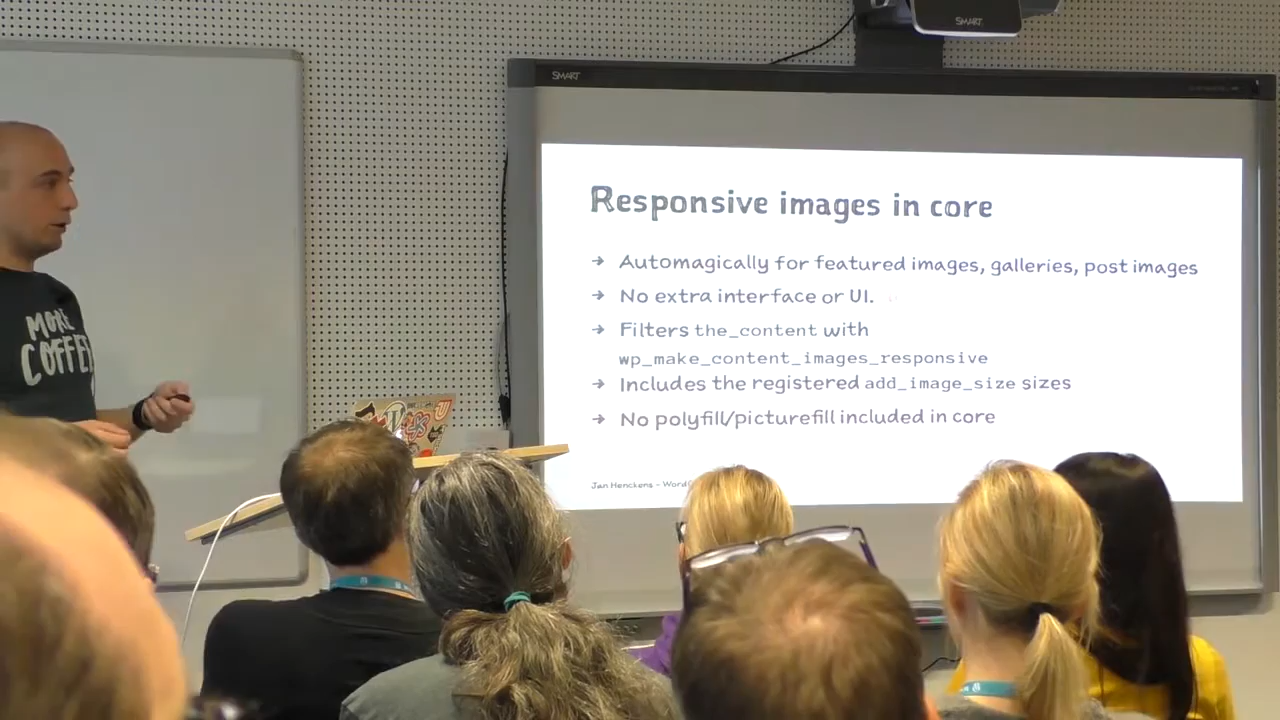 SMART
SMART
Responsive images in core
→ Automagically for featured images, galleries, post images
→ No extra interface or UI.
→ Filters the_content with
wp_make_content_images_responsive
→ Includes the registered add_image_size sizes
→ No polyfill/picturefill included in core
Jan Henckens -
MORE
COFFEE